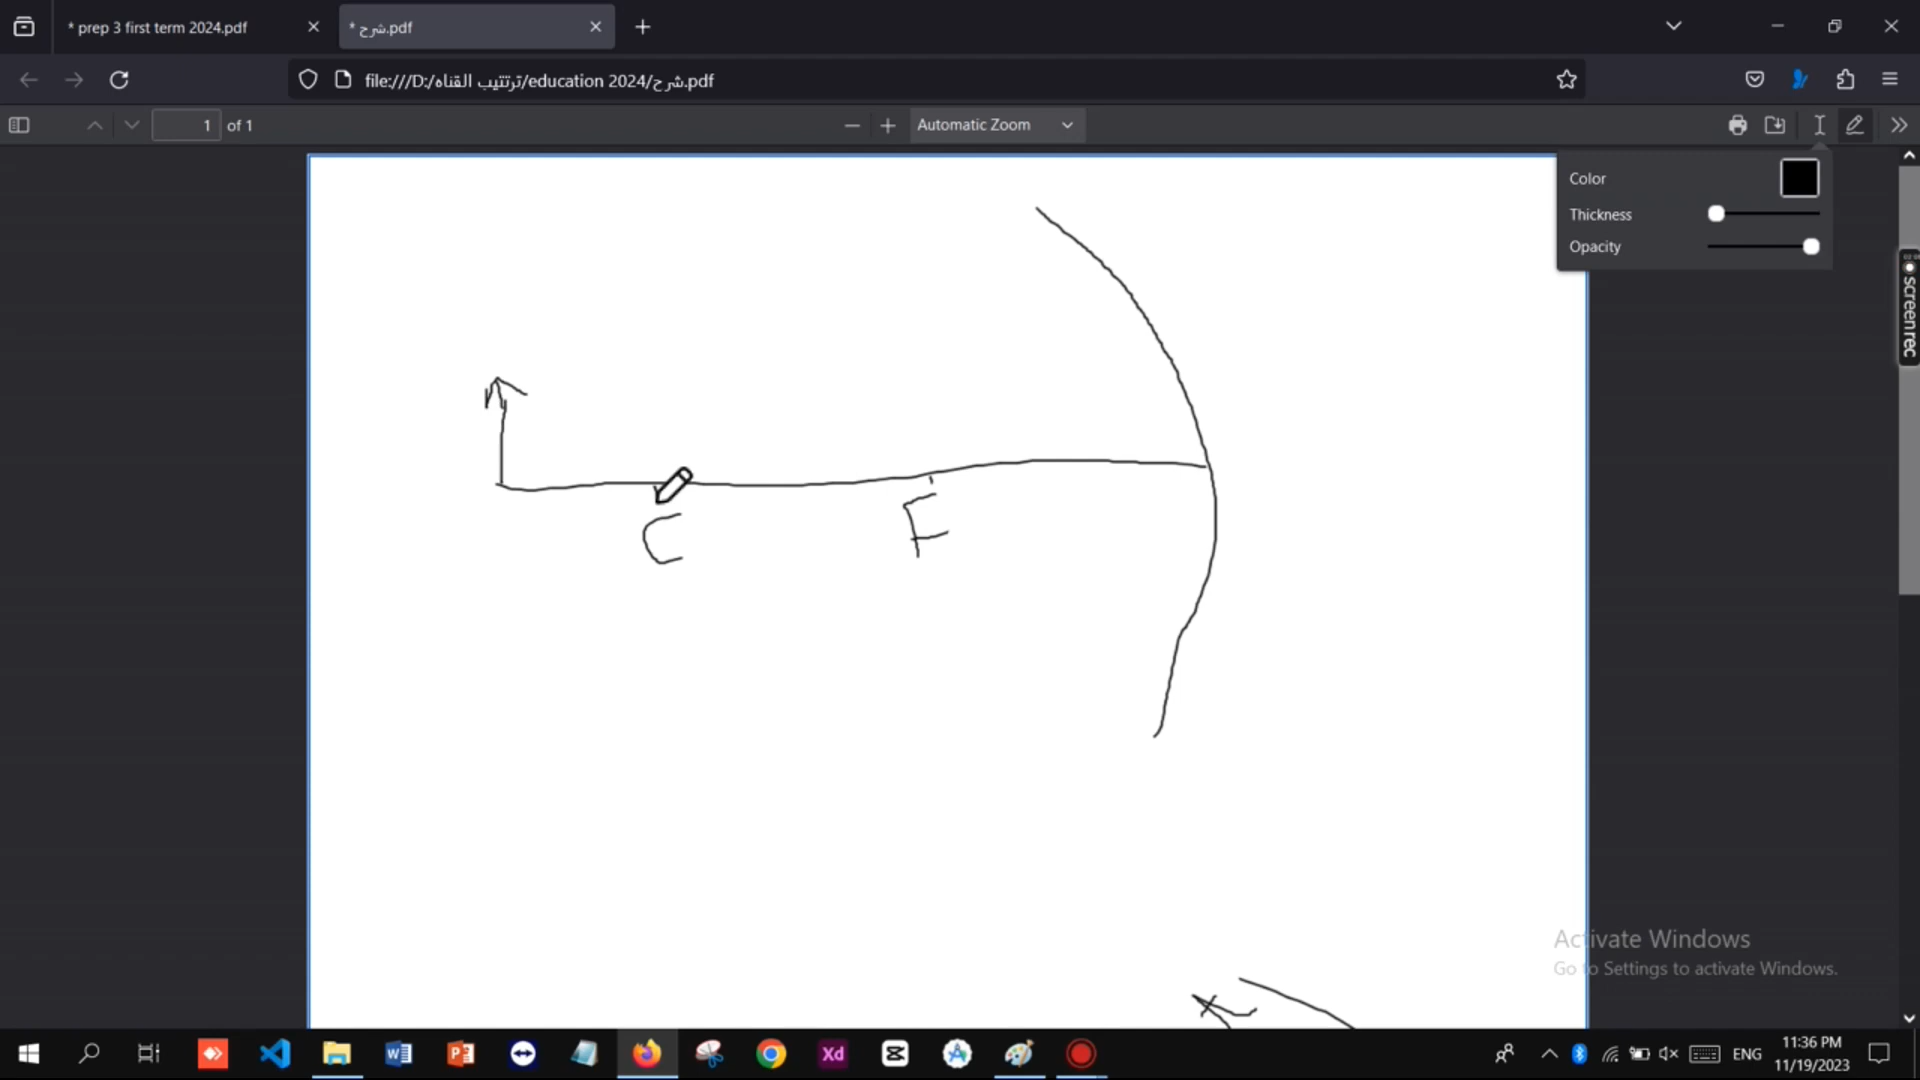 * prep 3 first term 2024.pdf
* شرح.pdf
file:///D:/ترتتيب القناه/education 2024/شرح.pdf
1 of 1
Automatic Zoom
Color
Thickness
Opacity
screenrec
C
F
Activate Windows
Go to Settings to activate Windows.
Xd
ENG
11:36 PM
11/19/2023